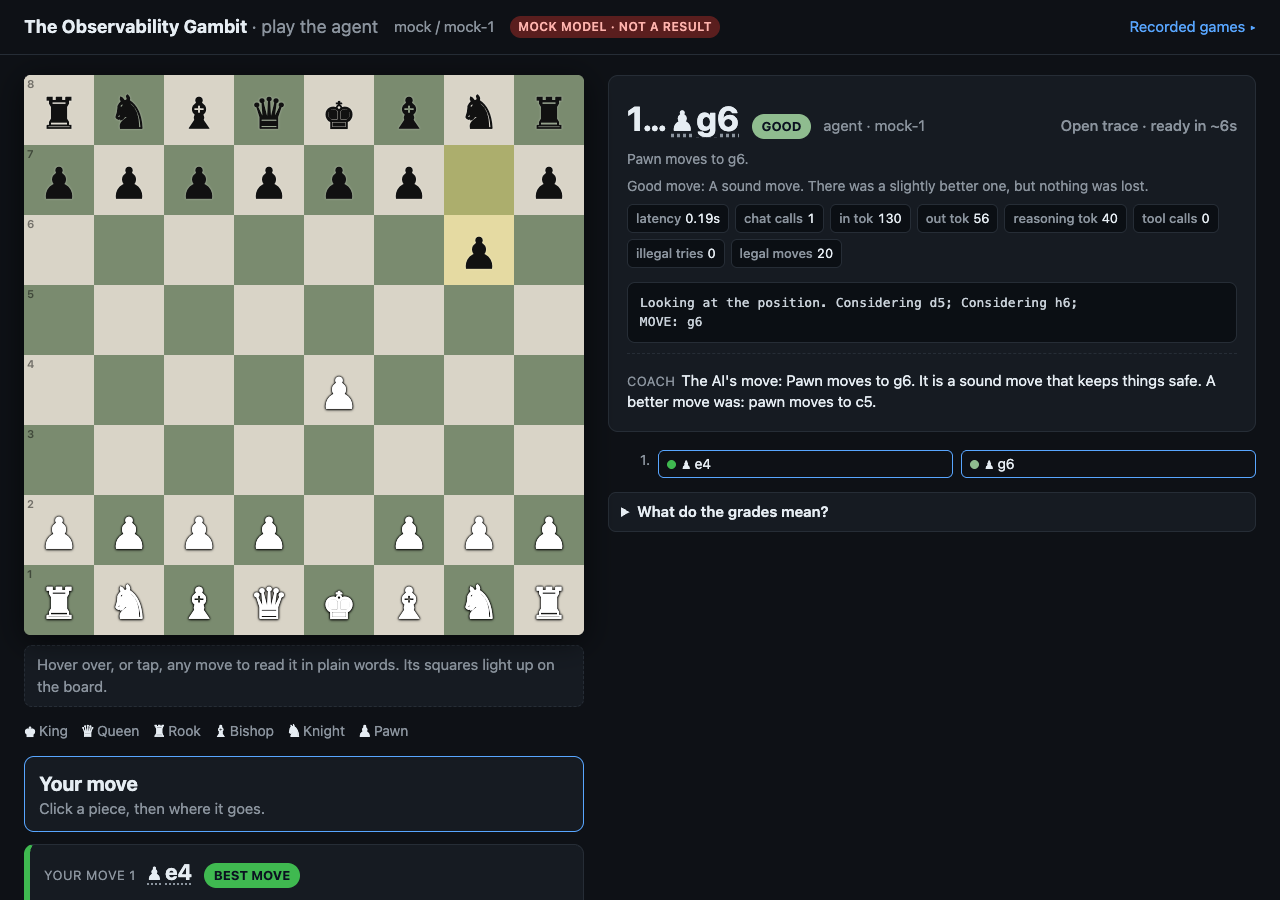 The Observability Gambit · play the agent mock / mock-1 MOCK MODEL · NOT A RESULT Recorded games ▸
8
7
6
5
4
3
2
1
Hover over, or tap, any move to read it in plain words. Its squares light up on
the board.
♚ King ♛ Queen ♜ Rook ♝ Bishop ♞ Knight ♟ Pawn
Your move
Click a piece, then where it goes.
YOUR MOVE 1 ♟ e4 BEST MOVE
1… ♟g6 GOOD agent · mock-1 Open trace · ready in ~6s
Pawn moves to g6.
Good move: A sound move. There was a slightly better one, but nothing was lost.
latency 0.19s chat calls 1 in tok 130 out tok 56 reasoning tok 40 tool calls 0
illegal tries 0 legal moves 20
Looking at the position. Considering d5; Considering h6;
MOVE: g6
COACH The AI's move: Pawn moves to g6. It is a sound move that keeps things safe. A
better move was: pawn moves to c5.
1. ♟ e4 ♟ g6
▶ What do the grades mean?